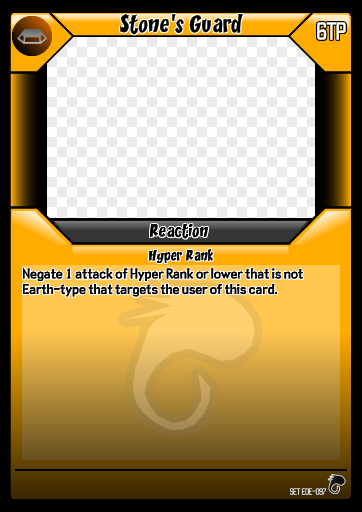 Stone's Guard
6TP
Reaction
Hyper Rank
Negate 1 attack of Hyper Rank or lower that is not
Earth-type that targets the user of this card.
SET EOE-097